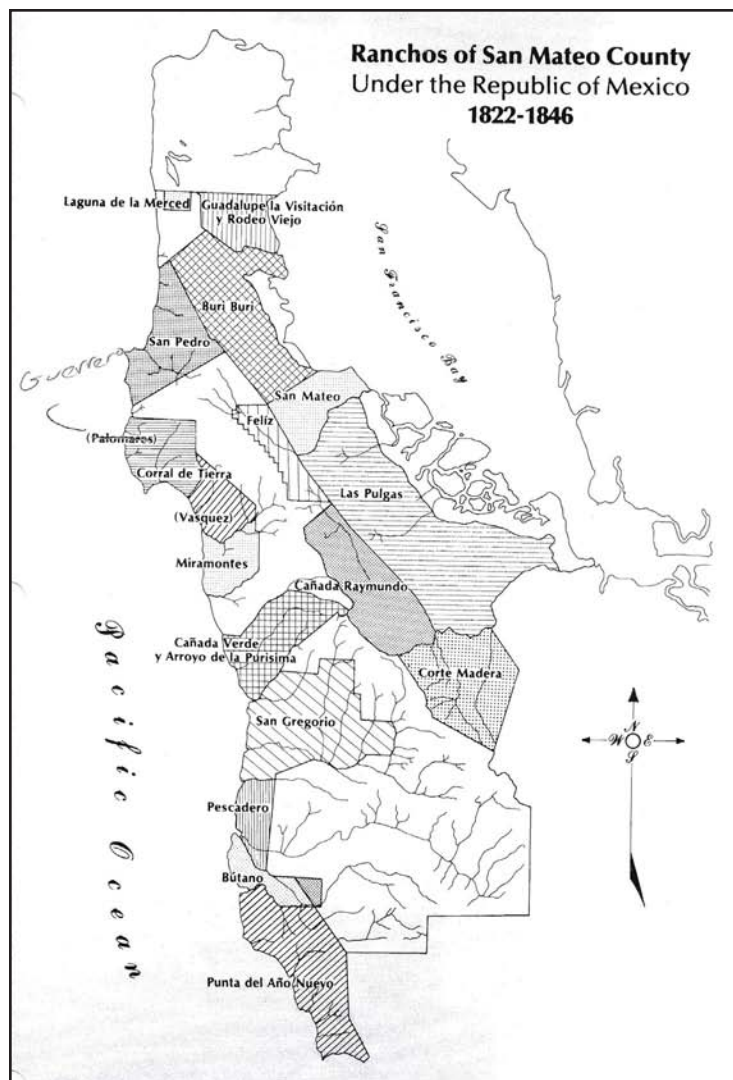 Ranchos of San Mateo County
Under the Republic of Mexico
1822-1846
Laguna de la Merced
Guadalupe la Visitación
y Rodeo Viejo
San Francisco Bay
Buri Buri
San Pedro
Guerrero
San Mateo
Felíz
(Palomares)
Corral de Tierra
Las Pulgas
(Vasquez)
Miramontes
Cañada Raymundo
Pacific Ocean
Cañada Verde
y Arroyo de la Purisima
Corte Madera
San Gregorio
N
W E
S
Pescadero
Bútano
Punta del Año Nuevo